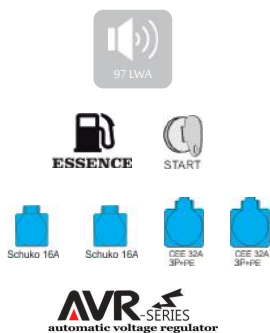 97 LWA
ESSENCE
START
Schuko 16A
Schuko 16A
CEE 32A
3P+PE
CEE 32A
3P+PE
AVR-SERIES
automatic voltage regulator